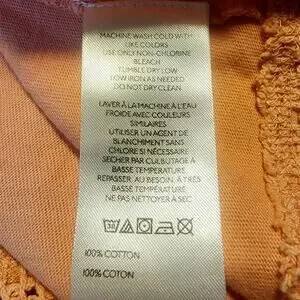 MACHINE WASH COLD WITH
LIKE COLORS
USE ONLY NON-CHLORINE
BLEACH
TUMBLE DRY LOW
LOW IRON AS NEEDED
DO NOT DRY CLEAN
LAVER À LA MACHINE À L'EAU
FROIDE AVEC COULEURS
SIMILAIRES
UTILISER UN AGENT DE
BLANCHIMENT SANS
CHLORE SI NÉCESSAIRE
SECHER PAR CULBUTAGE À
BASSE TEMPÉRATURE
REPASSER, AU BESOIN, À TRÈS
BASSE TEMPÉRATURE
NE PAS NETTOYER À SEC
100% COTTON
100% COTON